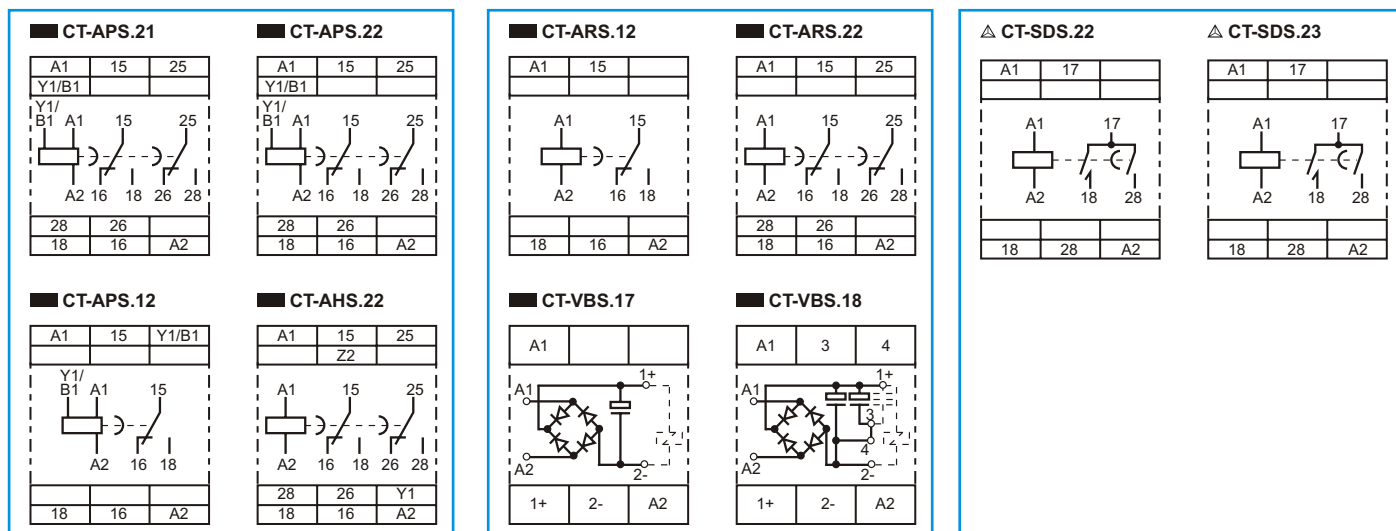 CT-APS.21
A1 15 25
Y1/B1
Y1/
B1 A1 15 25
A2 16 18 26 28
28 26
18 16 A2
CT-APS.22
A1 15 25
Y1/B1
Y1/
B1 A1 15 25
A2 16 18 26 28
28 26
18 16 A2
CT-APS.12
A1 15 Y1/B1
Y1/
B1 A1 15
A2 16 18
18 16 A2
CT-AHS.22
A1 15 25
Z2
A1 15 25
A2 16 18 26 28
28 26 Y1
18 16 A2
CT-ARS.12
A1 15
A1 15
A2 16 18
18 16 A2
CT-ARS.22
A1 15 25
A1 15 25
A2 16 18 26 28
28 26
18 16 A2
CT-VBS.17
A1
1+
A1
A2
2-
1+ 2- A2
CT-VBS.18
A1 3 4
1+
A1
3
4
A2
2-
1+ 2- A2
CT-SDS.22
A1 17
A1 17
A2 18 28
18 28 A2
CT-SDS.23
A1 17
A1 17
A2 18 28
18 28 A2